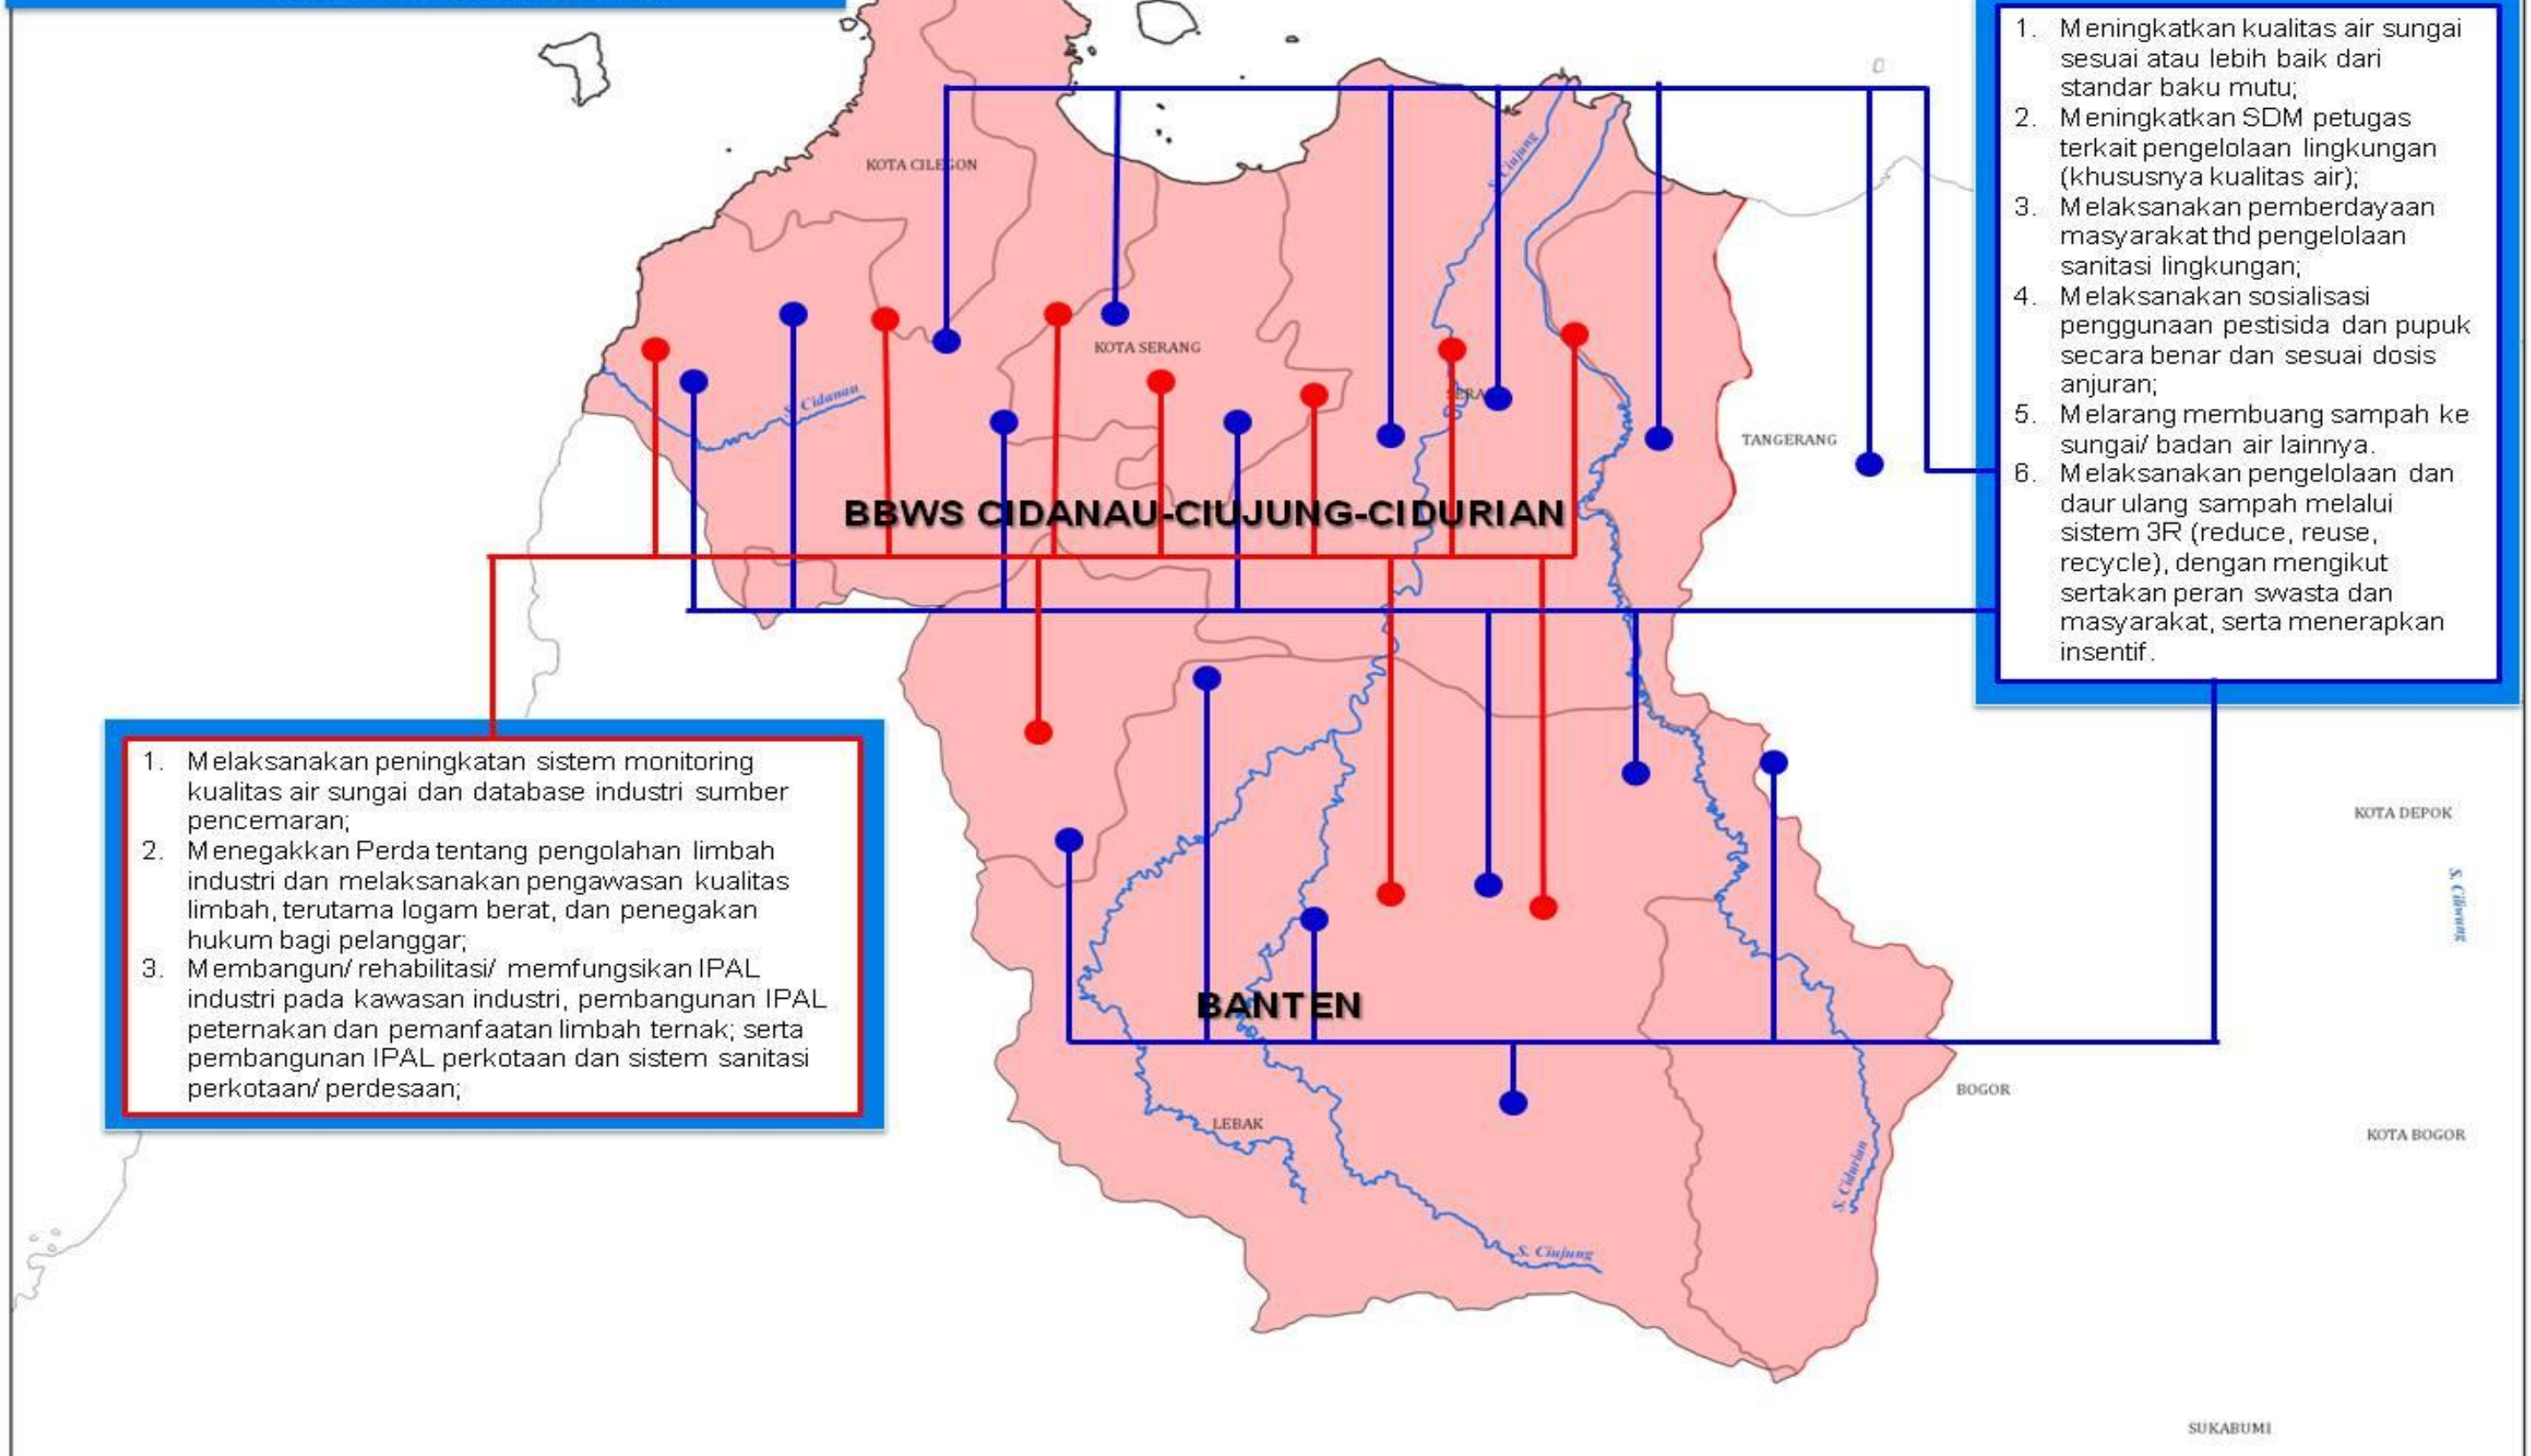 1. Meningkatkan kualitas air sungai
sesuai atau lebih baik dari
standar baku mutu;
2. Meningkatkan SDM petugas
terkait pengelolaan lingkungan
(khususnya kualitas air);
3. Melaksanakan pemberdayaan
masyarakat thd pengelolaan
sanitasi lingkungan;
4. Melaksanakan sosialisasi
penggunaan pestisida dan pupuk
secara benar dan sesuai dosis
anjuran;
5. Melarang membuang sampah ke
sungai/ badan air lainnya.
6. Melaksanakan pengelolaan dan
daur ulang sampah melalui
sistem 3R (reduce, reuse,
recycle), dengan mengikut
sertakan peran swasta dan
masyarakat, serta menerapkan
insentif.
KOTA CILEGON
S. Ciujung
KOTA SERANG
S. Cidanau
TANGERANG
BBWS CIDANAU-CIUJUNG-CIDURIAN
1. Melaksanakan peningkatan sistem monitoring
kualitas air sungai dan database industri sumber
pencemaran;
2. Menegakkan Perda tentang pengolahan limbah
industri dan melaksanakan pengawasan kualitas
limbah, terutama logam berat, dan penegakan
hukum bagi pelanggar;
3. Membangun/ rehabilitasi/ memfungsikan IPAL
industri pada kawasan industri, pembangunan IPAL
peternakan dan pemanfaatan limbah ternak; serta
pembangunan IPAL perkotaan dan sistem sanitasi
perkotaan/ perdesaan;
KOTA DEPOK
S. Ciliwung
BANTEN
BOGOR
LEBAK
KOTA BOGOR
S. Cidurian
S. Ciujung
SUKABUMI